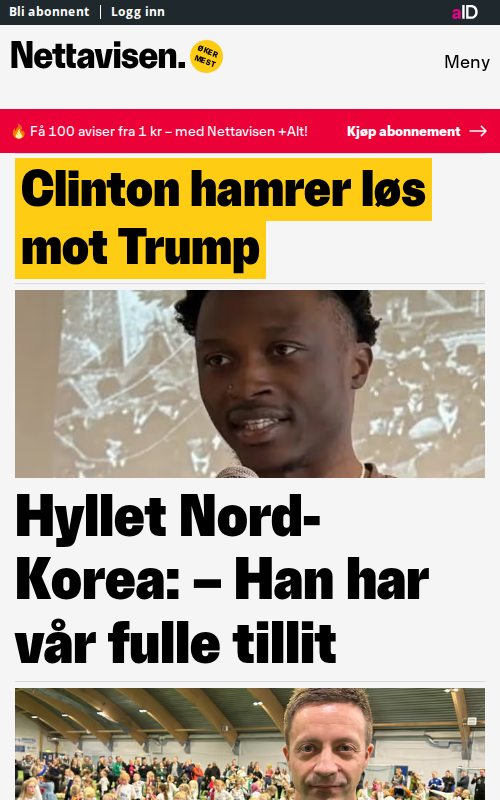 Bli abonnent | Logg inn
aID
Nettavisen.
ØKER
MEST
Meny
🔥 Få 100 aviser fra 1 kr – med Nettavisen +Alt!
Kjøp abonnement →
Clinton hamrer løs
mot Trump
Hyllet Nord-
Korea: – Han har
vår fulle tillit